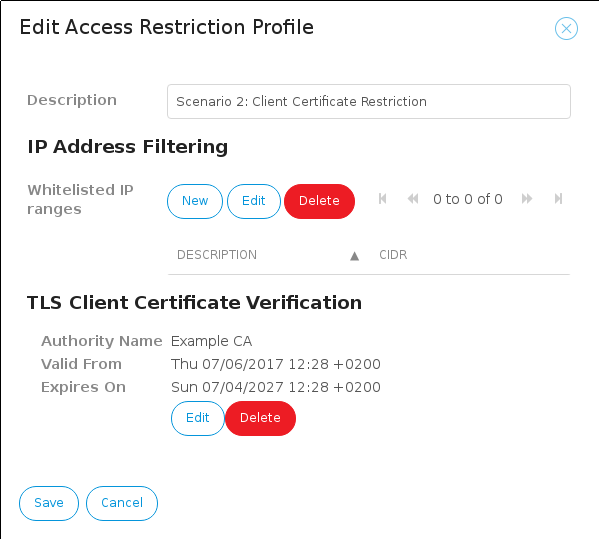 Edit Access Restriction Profile
Description
Scenario 2: Client Certificate Restriction
IP Address Filtering
Whitelisted IP ranges
New Edit Delete 0 to 0 of 0
DESCRIPTION ▲ CIDR
TLS Client Certificate Verification
Authority Name Example CA
Valid From Thu 07/06/2017 12:28 +0200
Expires On Sun 07/04/2027 12:28 +0200
Edit Delete
Save Cancel